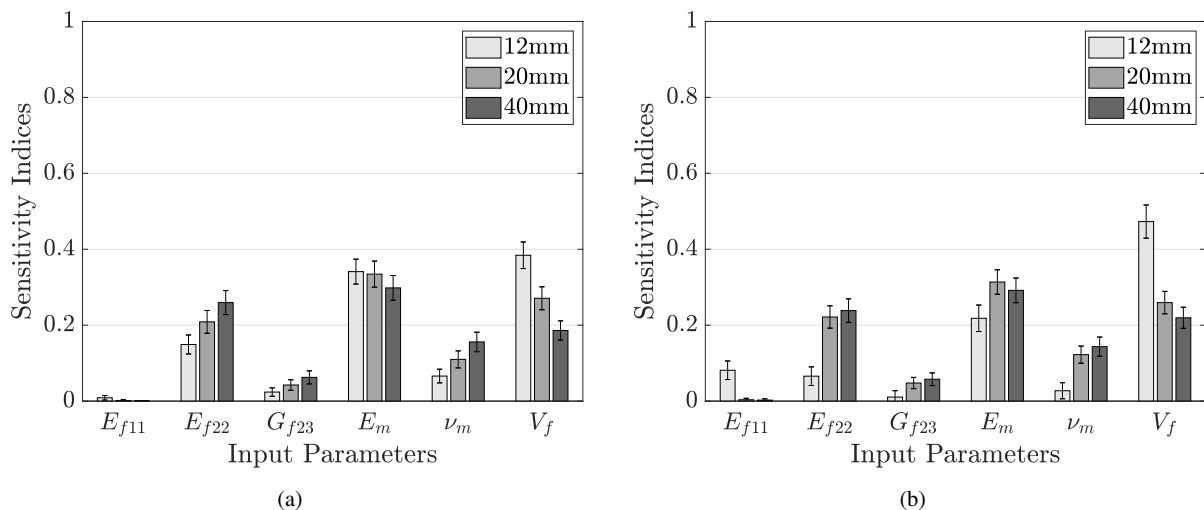 1
0.8
0.6
0.4
0.2
0
Sensitivity Indices
12mm
20mm
40mm
E_{f11} E_{f22} G_{f23} E_m ν_m V_f
Input Parameters
(a)
1
0.8
0.6
0.4
0.2
0
Sensitivity Indices
12mm
20mm
40mm
E_{f11} E_{f22} G_{f23} E_m ν_m V_f
Input Parameters
(b)